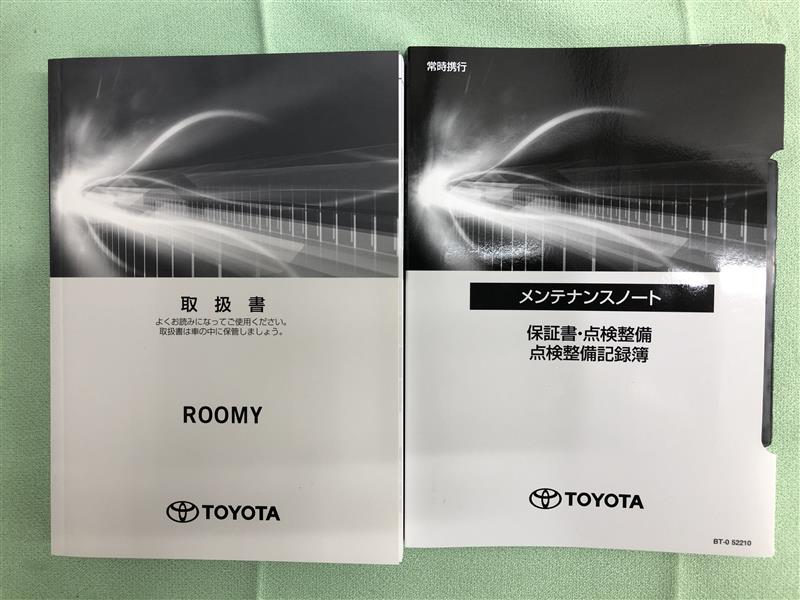 取扱書
よくお読みになってご使用ください。
取扱書は車の中に保管しましょう。
ROOMY
TOYOTA
常時携行
メンテナンスノート
保証書・点検整備
点検整備記録簿
TOYOTA
BT-0 52210